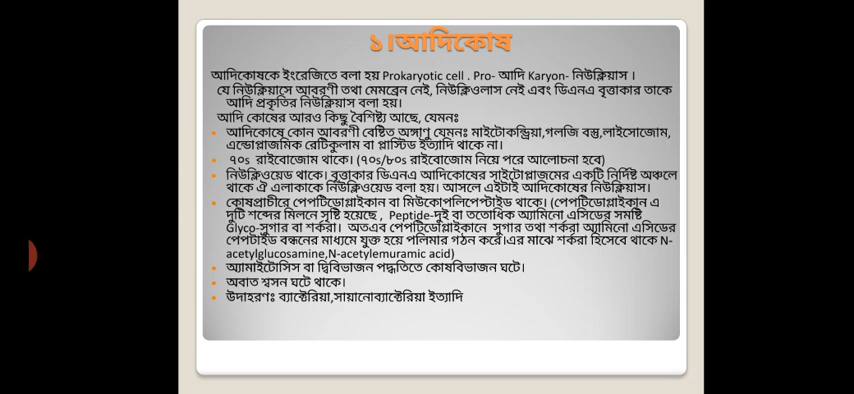 ১।আদিকোষ
আদিকোষকে ইংরেজিতে বলা হয় Prokaryotic cell . Pro- আদি Karyon- নিউক্লিয়াস ।
যে নিউক্লিয়াসে আবরণী তথা মেমব্রেন নেই, নিউক্লিওলাস নেই এবং ডিএনএ বৃত্তাকার তাকে
আদি প্রকৃতির নিউক্লিয়াস বলা হয়।
আদি কোষের আরও কিছু বৈশিষ্ট্য আছে, যেমনঃ
• আদিকোষে কোন আবরণী বেষ্টিত অঙ্গাণু যেমনঃ মাইটোকন্ড্রিয়া,গলজি বস্তু,লাইসোজোম,
এন্ডোপ্লাজমিক রেটিকুলাম বা প্লাস্টিড ইত্যাদি থাকে না।
• ৭০s রাইবোজোম থাকে। (৭০s/৮০s রাইবোজোম নিয়ে পরে আলোচনা হবে)
• নিউক্লিওয়েড থাকে। বৃত্তাকার ডিএনএ আদিকোষের সাইটোপ্লাজমের একটি নির্দিষ্ট অঞ্চলে
থাকে ঐ এলাকাকে নিউক্লিওয়েড বলা হয়। আসলে এইটাই আদিকোষের নিউক্লিয়াস।
• কোষপ্রাচীরে পেপটিডোগ্লাইকান বা মিউকোপলিপেপ্টাইড থাকে। (পেপটিডোগ্লাইকান এ
দুটি শব্দের মিলনে সৃষ্টি হয়েছে , Peptide-দুই বা ততোধিক অ্যামিনো এসিডের সমষ্টি
Glyco-সুগার বা শর্করা। অতএব পেপটিডোগ্লাইকানে সুগার তথা শর্করা অ্যামিনো এসিডের
পেপটাইড বন্ধনের মাধ্যমে যুক্ত হয়ে পলিমার গঠন করে।এর মাঝে শর্করা হিসেবে থাকে N-
acetylglucosamine,N-acetylemuramic acid)
• অ্যামাইটোসিস বা দ্বিবিভাজন পদ্ধতিতে কোষবিভাজন ঘটে।
• অবাত শ্বসন ঘটে থাকে।
• উদাহরণঃ ব্যাক্টেরিয়া,সায়ানোব্যাক্টেরিয়া ইত্যাদি